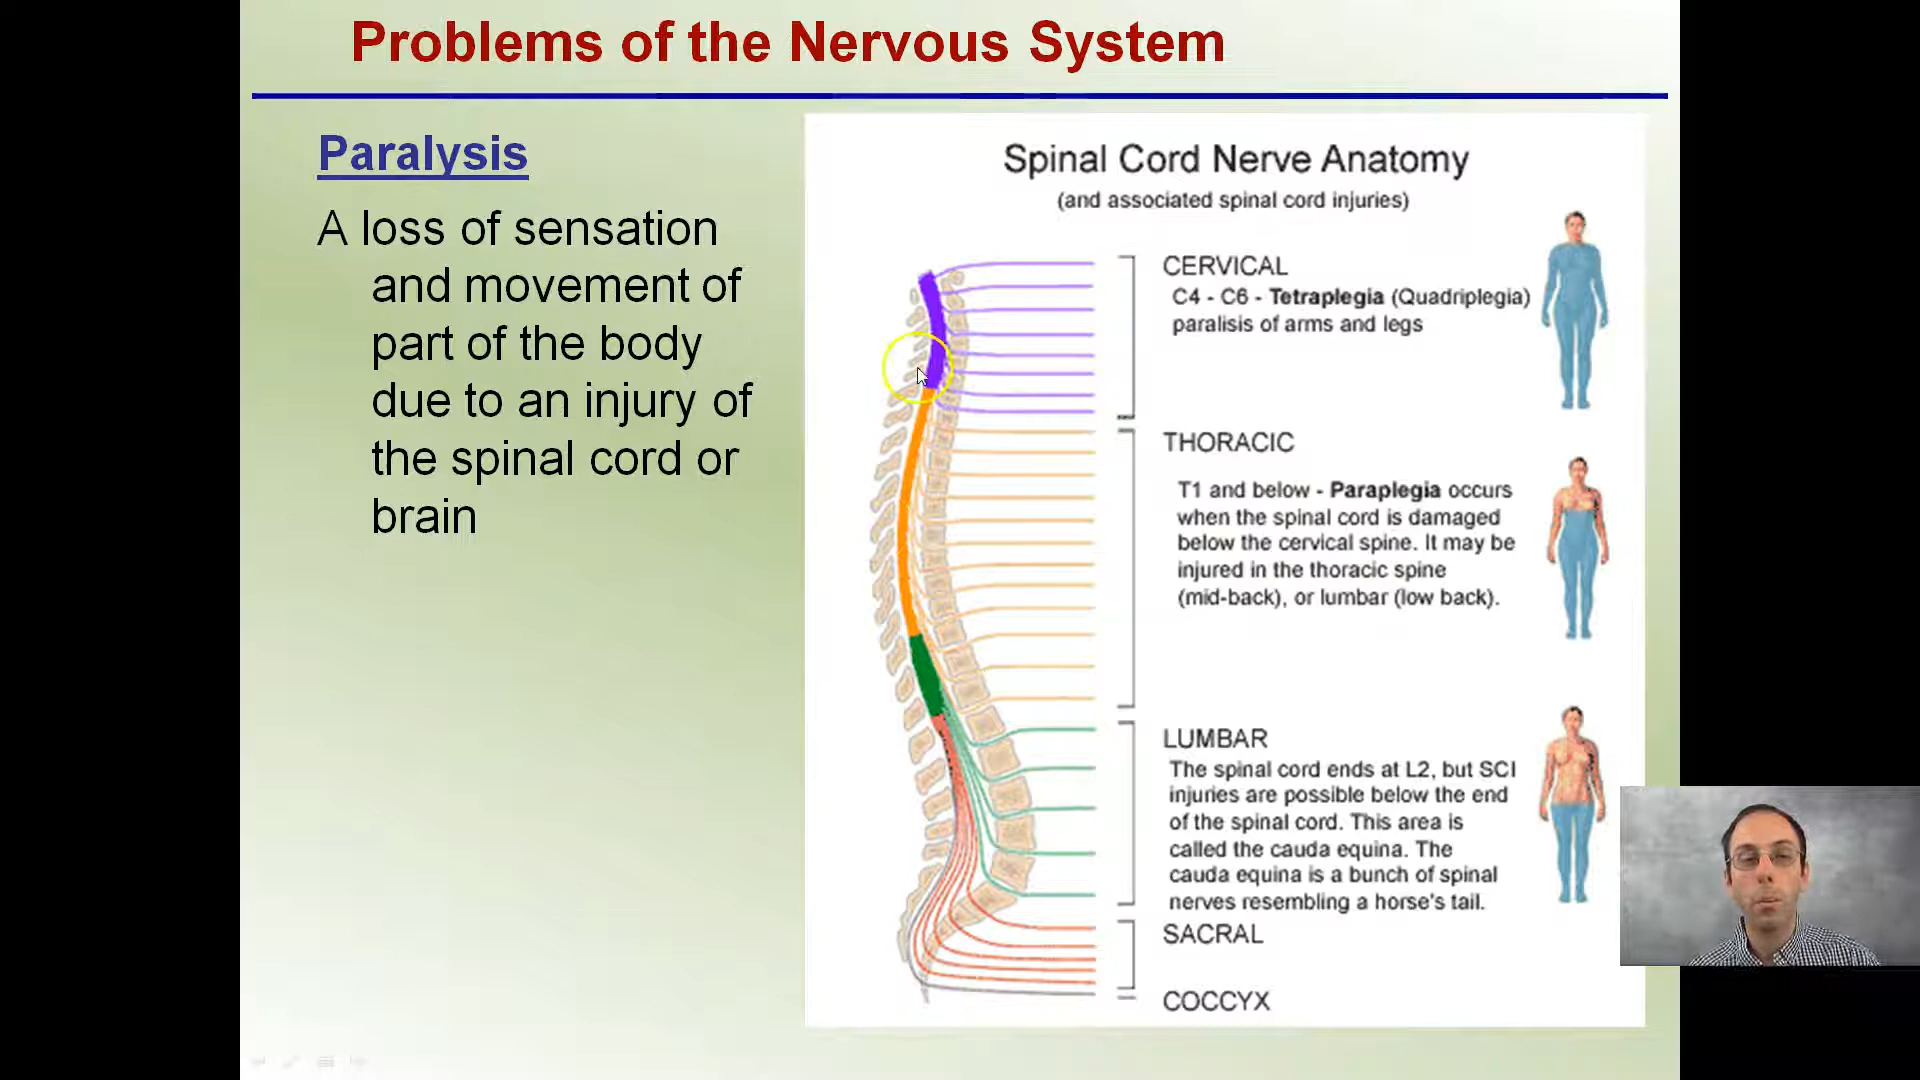 Problems of the Nervous System
Paralysis
A loss of sensation
and movement of
part of the body
due to an injury of
the spinal cord or
brain
Spinal Cord Nerve Anatomy
(and associated spinal cord injuries)
CERVICAL
C4 - C6 - Tetraplegia (Quadriplegia)
paralisis of arms and legs
THORACIC
T1 and below - Paraplegia occurs
when the spinal cord is damaged
below the cervical spine. It may be
injured in the thoracic spine
(mid-back), or lumbar (low back).
LUMBAR
The spinal cord ends at L2, but SCI
injuries are possible below the end
of the spinal cord. This area is
called the cauda equina. The
cauda equina is a bunch of spinal
nerves resembling a horse's tail.
SACRAL
COCCYX